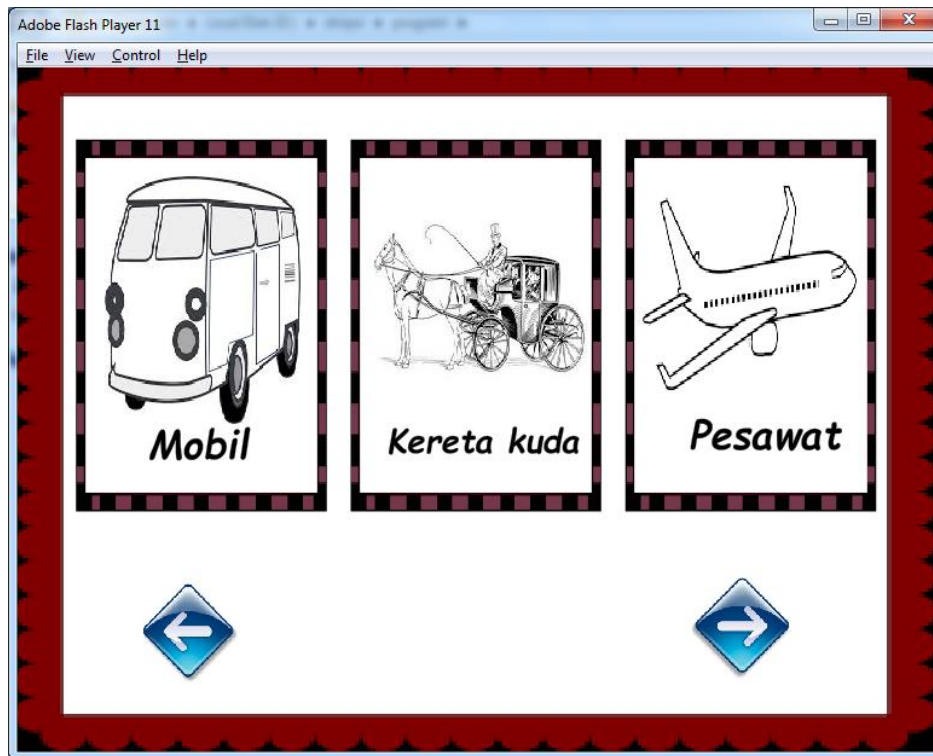 Adobe Flash Player 11
File View Control Help
Mobil
Kereta kuda
Pesawat